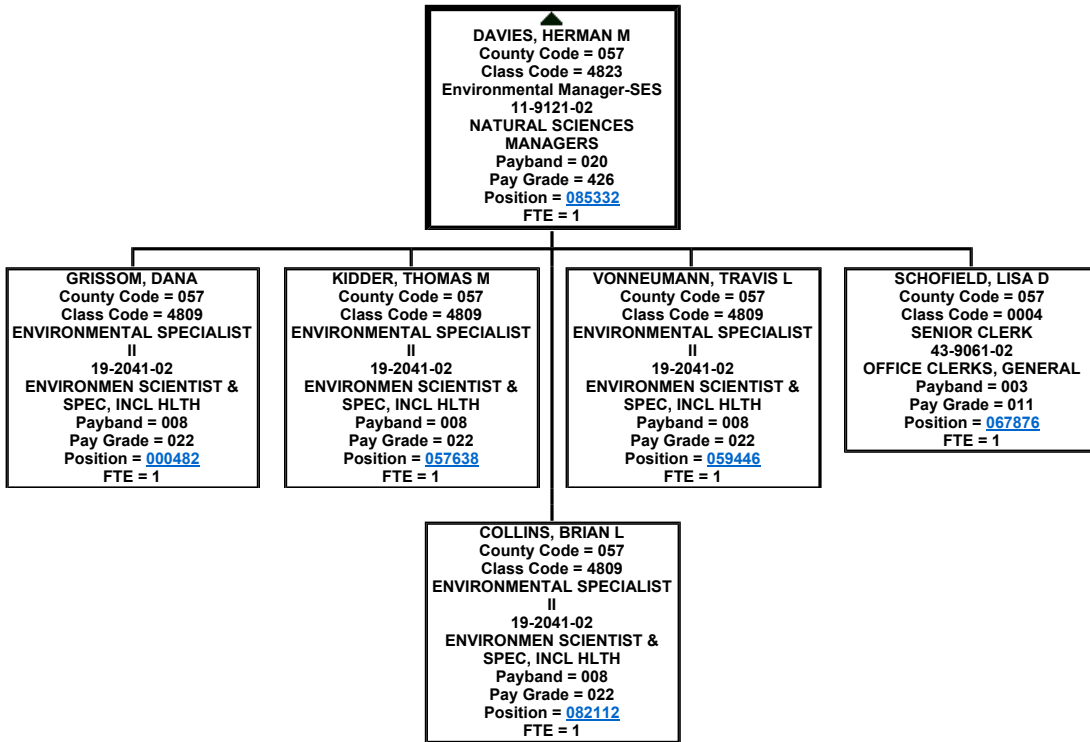 DAVIES, HERMAN M
County Code = 057
Class Code = 4823
Environmental Manager-SES
11-9121-02
NATURAL SCIENCES
MANAGERS
Payband = 020
Pay Grade = 426
Position = 085332
FTE = 1
GRISSOM, DANA
County Code = 057
Class Code = 4809
ENVIRONMENTAL SPECIALIST
II
19-2041-02
ENVIRONMEN SCIENTIST &
SPEC, INCL HLTH
Payband = 008
Pay Grade = 022
Position = 000482
FTE = 1
KIDDER, THOMAS M
County Code = 057
Class Code = 4809
ENVIRONMENTAL SPECIALIST
II
19-2041-02
ENVIRONMEN SCIENTIST &
SPEC, INCL HLTH
Payband = 008
Pay Grade = 022
Position = 057638
FTE = 1
VONNEUMANN, TRAVIS L
County Code = 057
Class Code = 4809
ENVIRONMENTAL SPECIALIST
II
19-2041-02
ENVIRONMEN SCIENTIST &
SPEC, INCL HLTH
Payband = 008
Pay Grade = 022
Position = 059446
FTE = 1
SCHOFIELD, LISA D
County Code = 057
Class Code = 0004
SENIOR CLERK
43-9061-02
OFFICE CLERKS, GENERAL
Payband = 003
Pay Grade = 011
Position = 067876
FTE = 1
COLLINS, BRIAN L
County Code = 057
Class Code = 4809
ENVIRONMENTAL SPECIALIST
II
19-2041-02
ENVIRONMEN SCIENTIST &
SPEC, INCL HLTH
Payband = 008
Pay Grade = 022
Position = 082112
FTE = 1